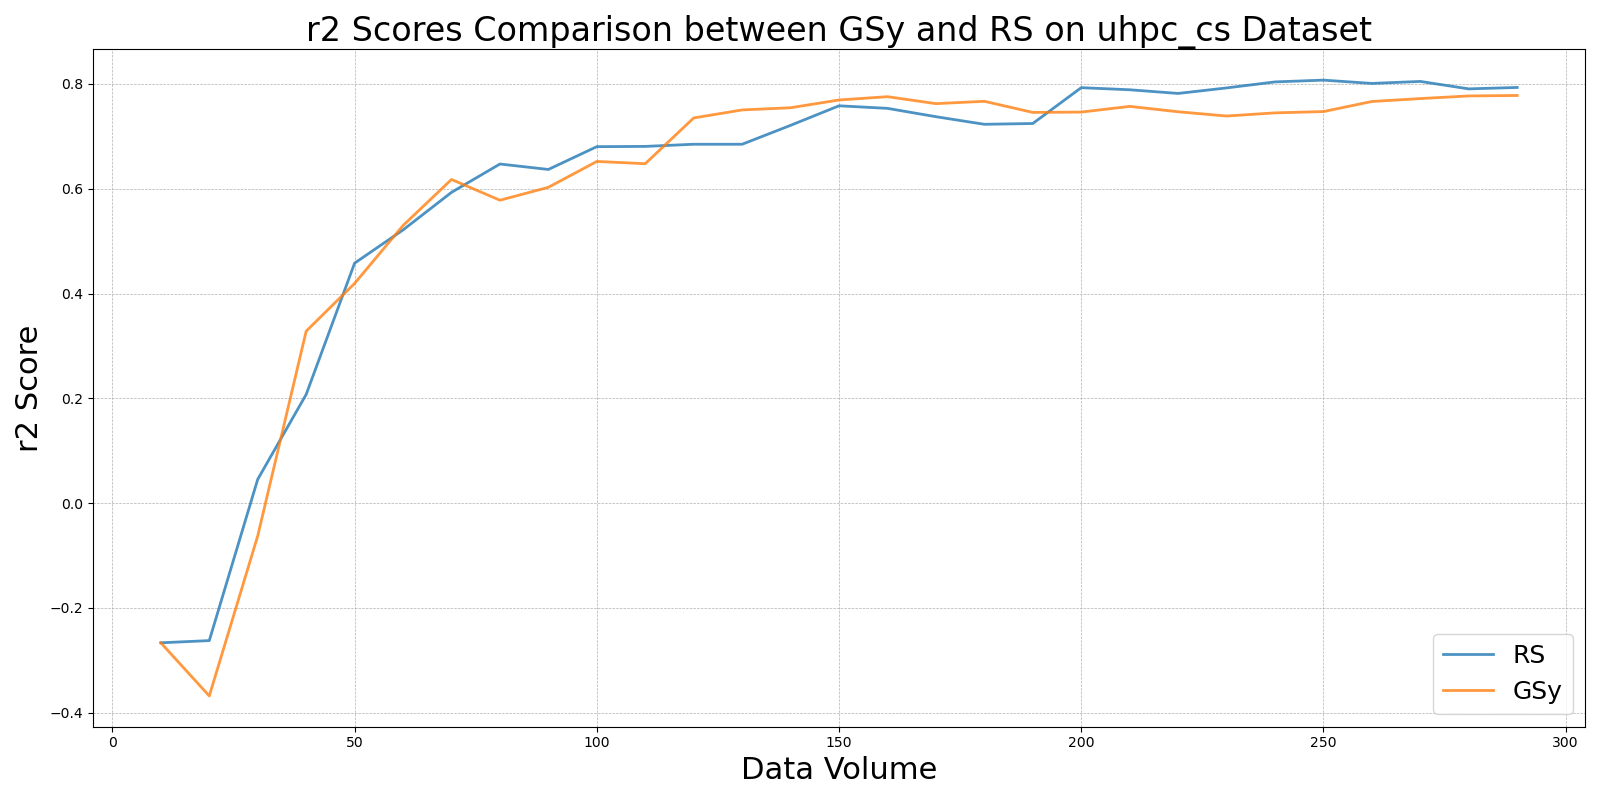 r2 Scores Comparison between GSy and RS on uhpc_cs Dataset
r2 Score
0.8
0.6
0.4
0.2
0.0
−0.2
−0.4
0 50 100 150 200 250 300
Data Volume
RS
GSy